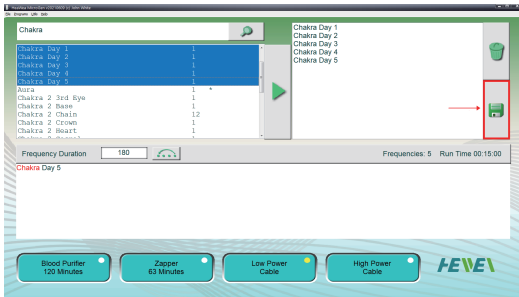 File Programs Help
Chakra
Chakra Day 1 1
Chakra Day 2 1
Chakra Day 3 1
Chakra Day 4 1
Chakra Day 5 1
Aura 1 *
Chakra 2 3rd Eye 1
Chakra 2 Base 1
Chakra 2 Chain 12
Chakra 2 Crown 1
Chakra 2 Heart 1
Chakra Day 1
Chakra Day 2
Chakra Day 3
Chakra Day 4
Chakra Day 5
Frequency Duration 180
Frequencies: 5 Run Time 00:15:00
Chakra Day 5
Blood Purifier
120 Minutes
Zapper
63 Minutes
Low Power
Cable
High Power
Cable